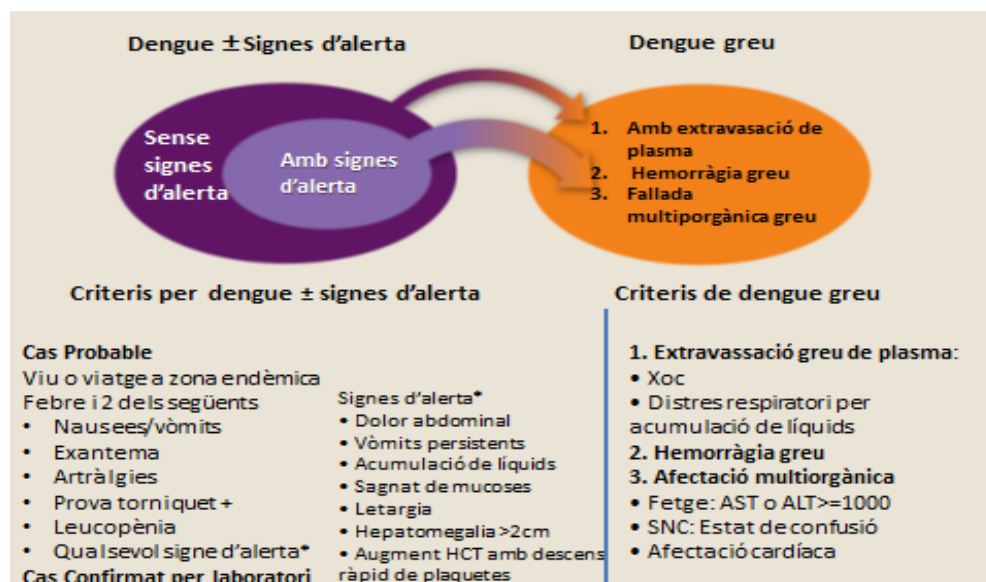 Dengue ± Signes d'alerta
Dengue greu
Sense
signes
d'alerta
Amb signes
d'alerta
1. Amb extravasació de
plasma
2. Hemorràgia greu
3. Fallada
multiporgànica greu
Criteris per dengue ± signes d'alerta
Cas Probable
Viu o viatge a zona endèmica
Febre i 2 dels següents
• Nausees/vòmits
• Exantema
• Artràlgies
• Prova torniquet +
• Leucopènia
• Qualsevol signe d'alerta*
Cas Confirmat per laboratori
Signes d'alerta*
• Dolor abdominal
• Vòmits persistents
• Acumulació de líquids
• Sagnat de mucoses
• Letargia
• Hepatomegalia >2cm
• Augment HCT amb descens
ràpid de plaquetes
Criteris de dengue greu
1. Extravassació greu de plasma:
• Xoc
• Distres respiratori per
acumulació de líquids
2. Hemorràgia greu
3. Afectació multiorgànica
• Fetge: AST o ALT>=1000
• SNC: Estat de confusió
• Afectació cardíaca